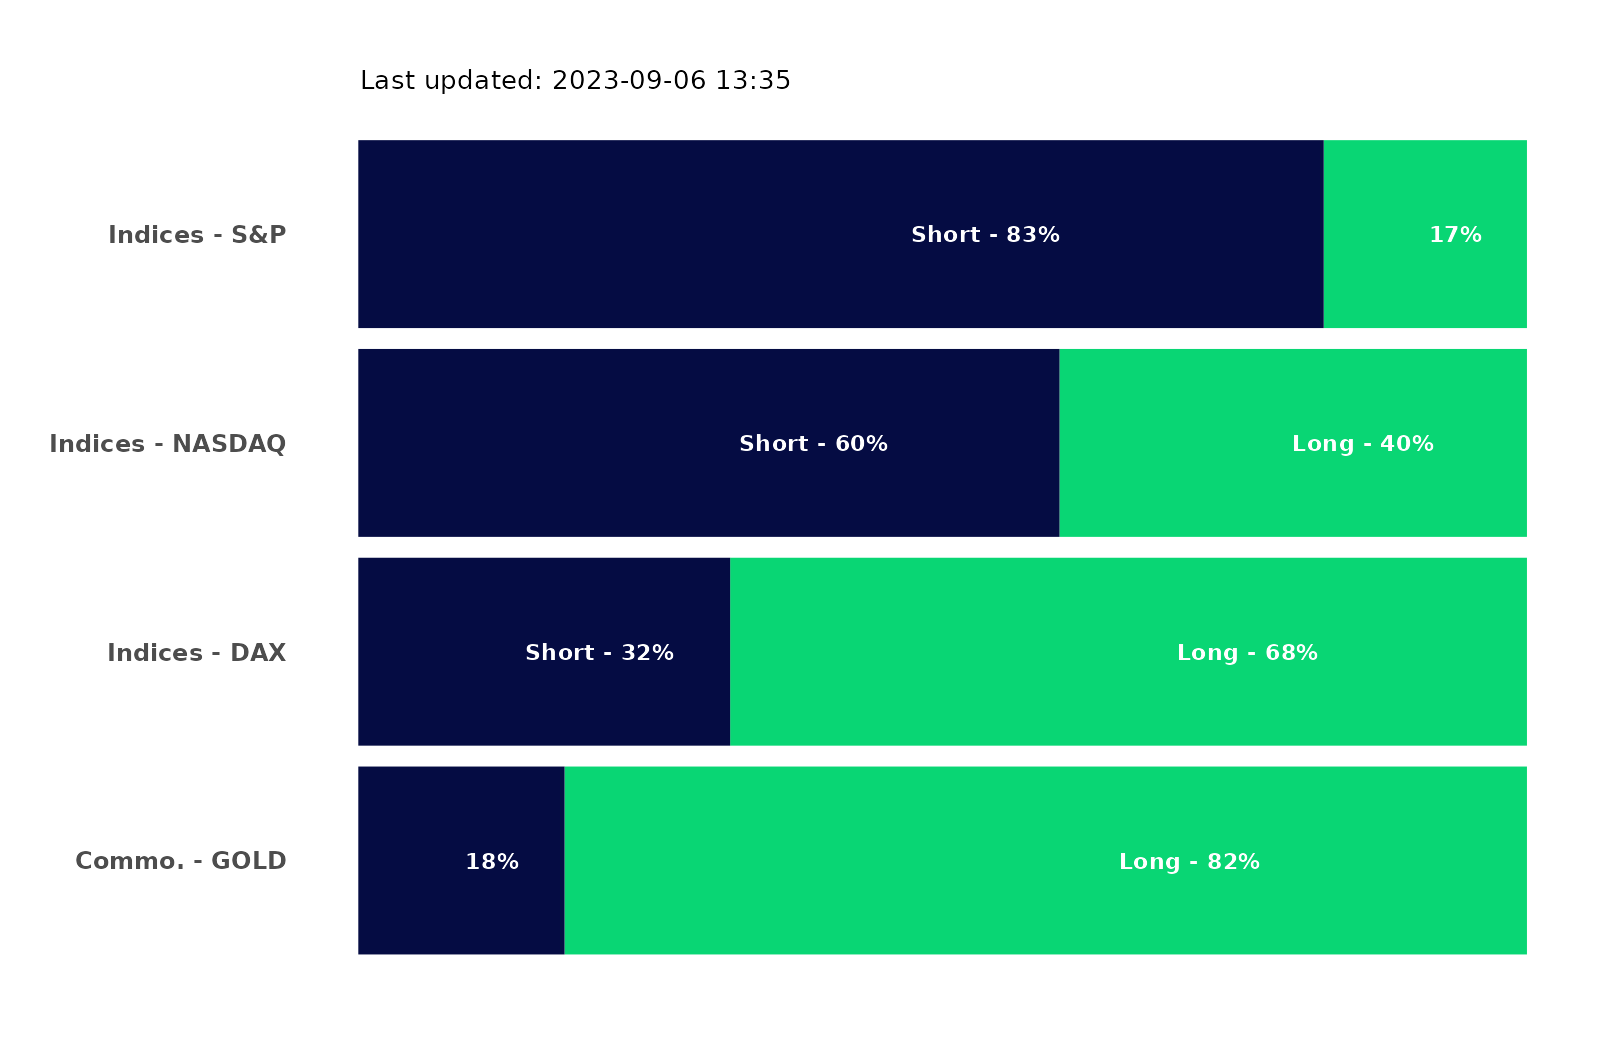 Last updated: 2023-09-06 13:35
Indices - S&P
Short - 83%
17%
Indices - NASDAQ
Short - 60%
Long - 40%
Indices - DAX
Short - 32%
Long - 68%
Commo. - GOLD
18%
Long - 82%